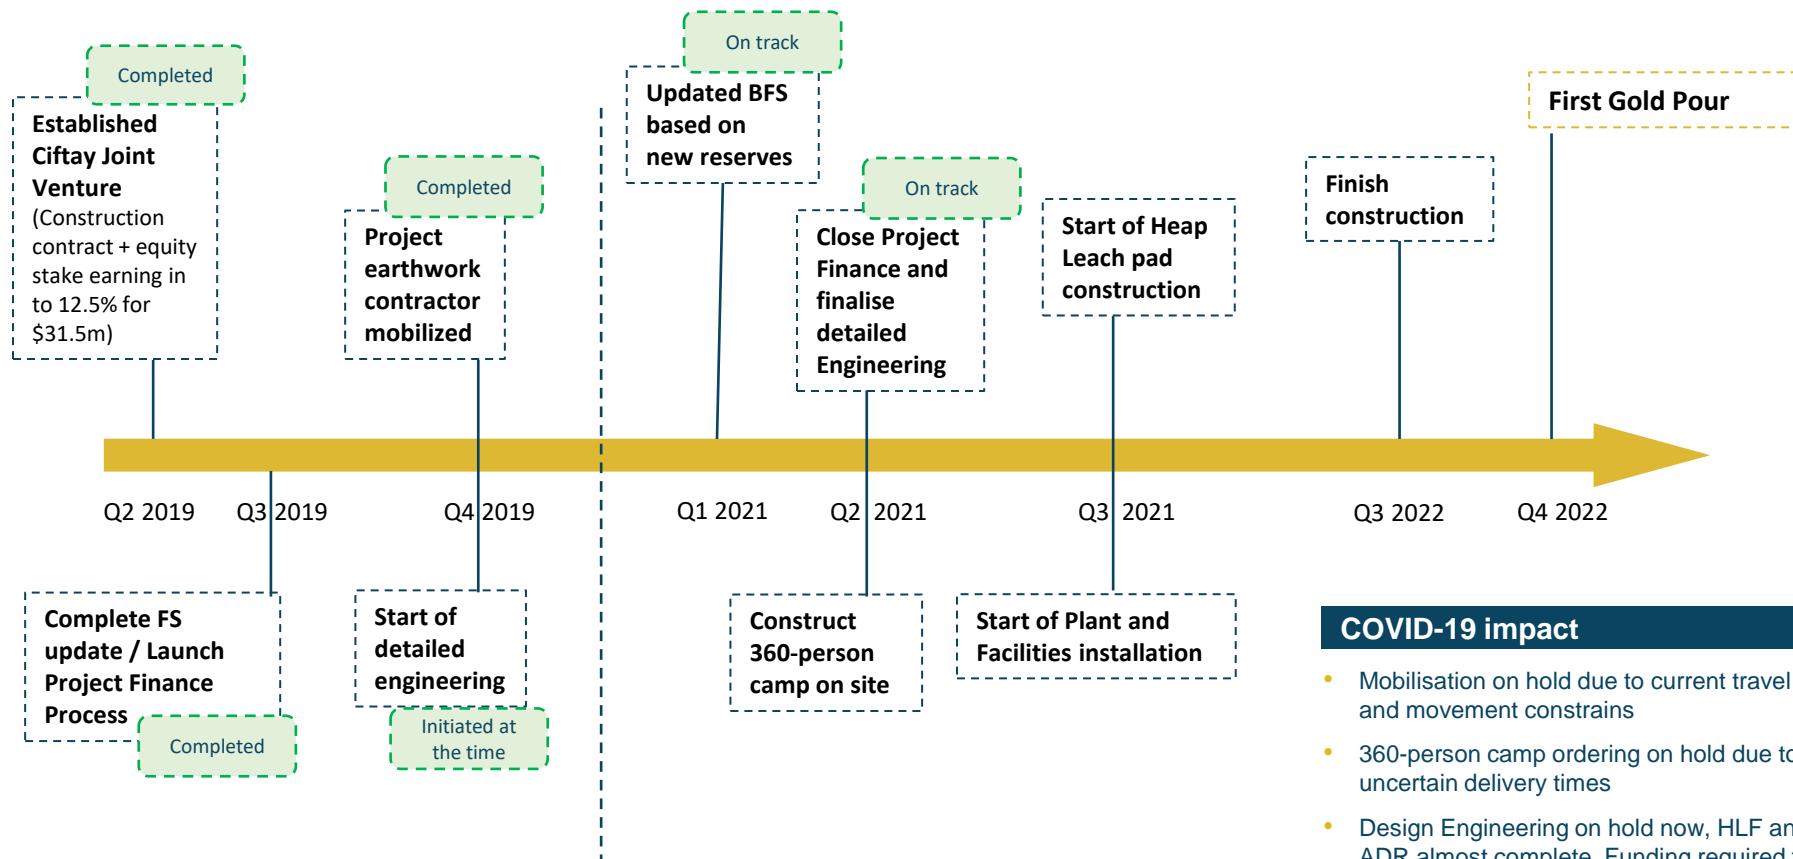 Completed
Established
Ciftay Joint
Venture
(Construction
contract + equity
stake earning in
to 12.5% for
$31.5m)
Completed
Project
earthwork
contractor
mobilized
On track
Updated BFS
based on
new reserves
On track
Close Project
Finance and
finalise
detailed
Engineering
Start of Heap
Leach pad
construction
Finish
construction
First Gold Pour
Q2 2019
Q3 2019
Q4 2019
Q1 2021
Q2 2021
Q3 2021
Q3 2022
Q4 2022
Complete FS
update / Launch
Project Finance
Process
Completed
Start of
detailed
engineering
Initiated at
the time
Construct
360-person
camp on site
Start of Plant and
Facilities installation
COVID-19 impact
• Mobilisation on hold due to current travel
and movement constrains
• 360-person camp ordering on hold due to
uncertain delivery times
• Design Engineering on hold now, HLF an
ADR almost complete. Funding required